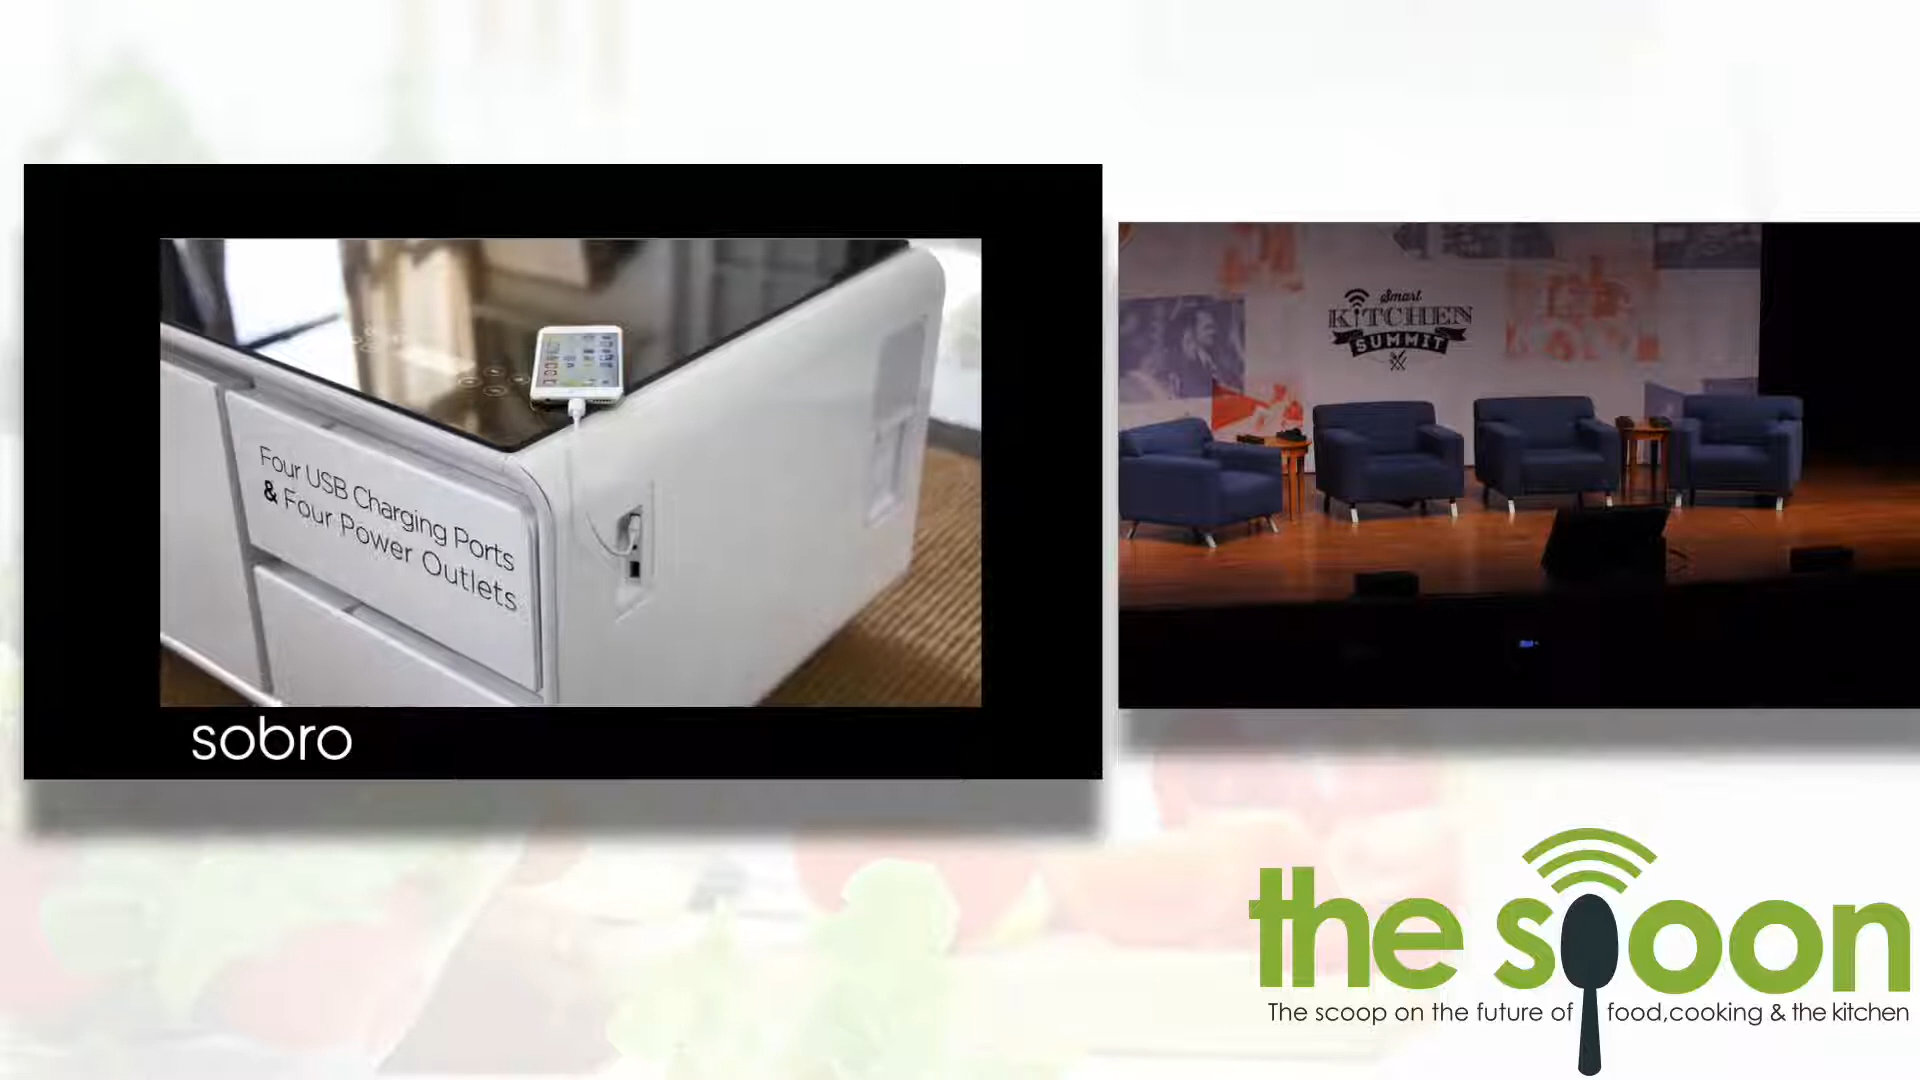 Four USB Charging Ports
& Four Power Outlets
sobro
Smart
KITCHEN
SUMMIT
the spoon
The scoop on the future of food,cooking & the kitchen